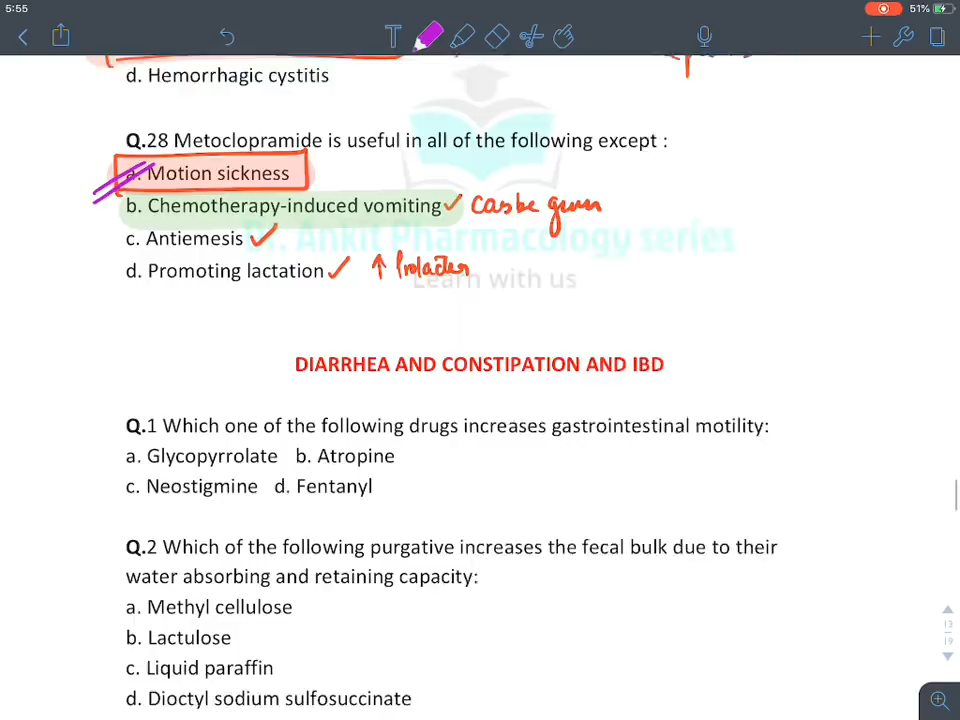 5:55
51%
T
d. Hemorrhagic cystitis
Q.28 Metoclopramide is useful in all of the following except :
a. Motion sickness
b. Chemotherapy-induced vomiting ✓ Can be given
c. Antiemesis ✓
d. Promoting lactation ✓ ↑ Prolactin
Dr. Ankit Pharmacology series
Learn with us
DIARRHEA AND CONSTIPATION AND IBD
Q.1 Which one of the following drugs increases gastrointestinal motility:
a. Glycopyrrolate b. Atropine
c. Neostigmine d. Fentanyl
Q.2 Which of the following purgative increases the fecal bulk due to their
water absorbing and retaining capacity:
a. Methyl cellulose
b. Lactulose
c. Liquid paraffin
d. Dioctyl sodium sulfosuccinate
13
19